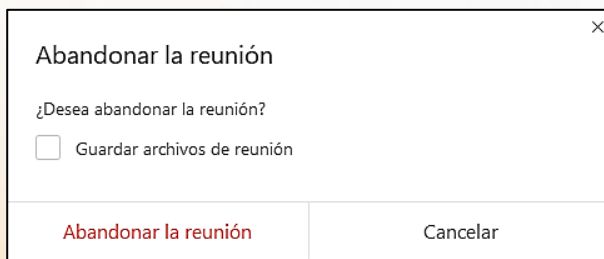 Abandonar la reunión
¿Desea abandonar la reunión?
Guardar archivos de reunión
Abandonar la reunión
Cancelar